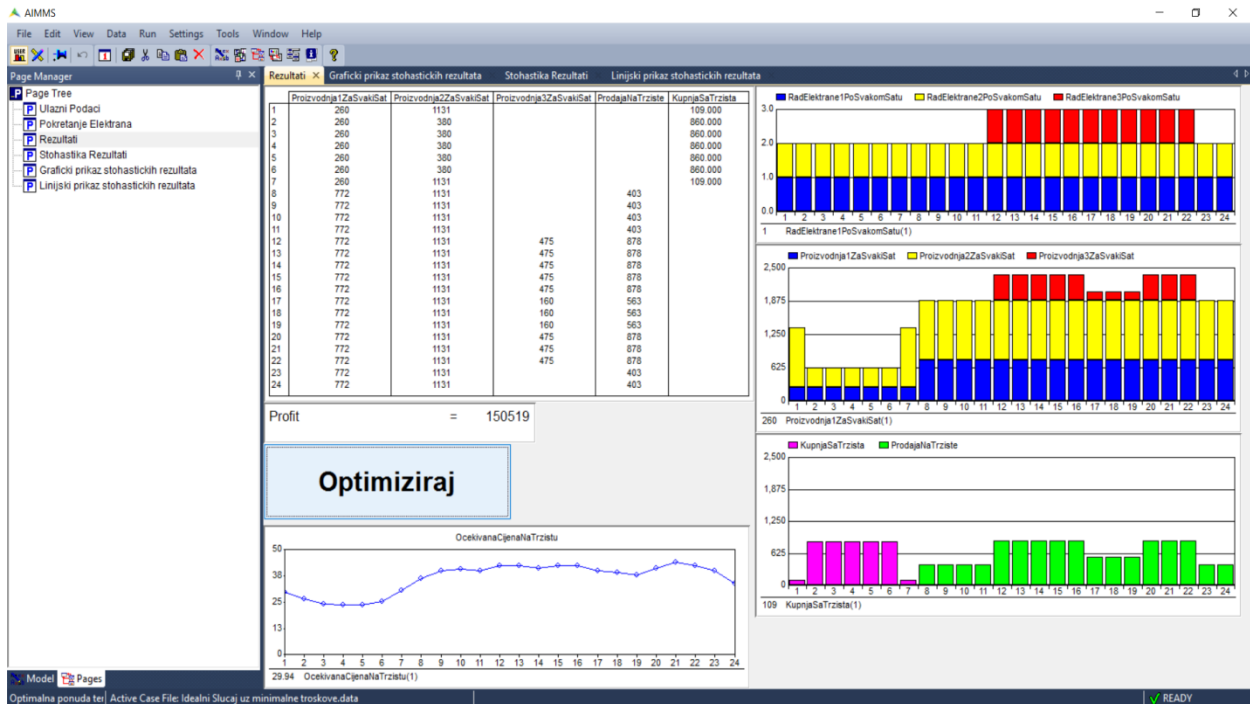 AIMMS
File Edit View Data Run Settings Tools Window Help
Page Manager
Page Tree
Ulazni Podaci
Pokretanje Elektrana
Rezultati
Stohastika Rezultati
Graficki prikaz stohastickih rezultata
Linijski prikaz stohastickih rezultata
Model Pages
Rezultati Graficki prikaz stohastickih rezultata Stohastika Rezultati Linijski prikaz stohastickih rezultata
Proizvodnja1ZaSvakiSat Proizvodnja2ZaSvakiSat Proizvodnja3ZaSvakiSat ProdajaNaTrziste KupnjaSaTrzista
1 260 1131 109.000
2 260 380 860.000
3 260 380 860.000
4 260 380 860.000
5 260 380 860.000
6 260 380 860.000
7 260 1131 109.000
8 772 1131 403
9 772 1131 403
10 772 1131 403
11 772 1131 403
12 772 1131 475 878
13 772 1131 475 878
14 772 1131 475 878
15 772 1131 475 878
16 772 1131 475 878
17 772 1131 160 563
18 772 1131 160 563
19 772 1131 160 563
20 772 1131 475 878
21 772 1131 475 878
22 772 1131 475 878
23 772 1131 403
24 772 1131 403
Profit = 150519
Optimiziraj
OcekivanaCijenaNaTrzistu
50
38
25
13
0
1 2 3 4 5 6 7 8 9 10 11 12 13 14 15 16 17 18 19 20 21 22 23 24
29.94 OcekivanaCijenaNaTrzistu(1)
RadElektrane1PoSvakomSatu RadElektrane2PoSvakomSatu RadElektrane3PoSvakomSatu
3.0
2.0
1.0
0.0
1 2 3 4 5 6 7 8 9 10 11 12 13 14 15 16 17 18 19 20 21 22 23 24
1 RadElektrane1PoSvakomSatu(1)
Proizvodnja1ZaSvakiSat Proizvodnja2ZaSvakiSat Proizvodnja3ZaSvakiSat
2,500
1,875
1,250
625
0
1 2 3 4 5 6 7 8 9 10 11 12 13 14 15 16 17 18 19 20 21 22 23 24
260 Proizvodnja1ZaSvakiSat(1)
KupnjaSaTrzista ProdajaNaTrziste
2,500
1,875
1,250
625
0
1 2 3 4 5 6 7 8 9 10 11 12 13 14 15 16 17 18 19 20 21 22 23 24
109 KupnjaSaTrzista(1)
Optimalna ponuda ter Active Case File: Idealni Slucaj uz minimalne troskove.data READY